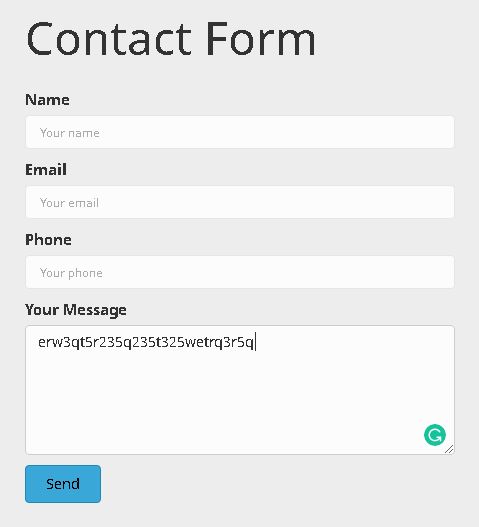 Contact Form
Name
Your name
Email
Your email
Phone
Your phone
Your Message
erw3qt5r235q235t325wetrq3r5q
Send